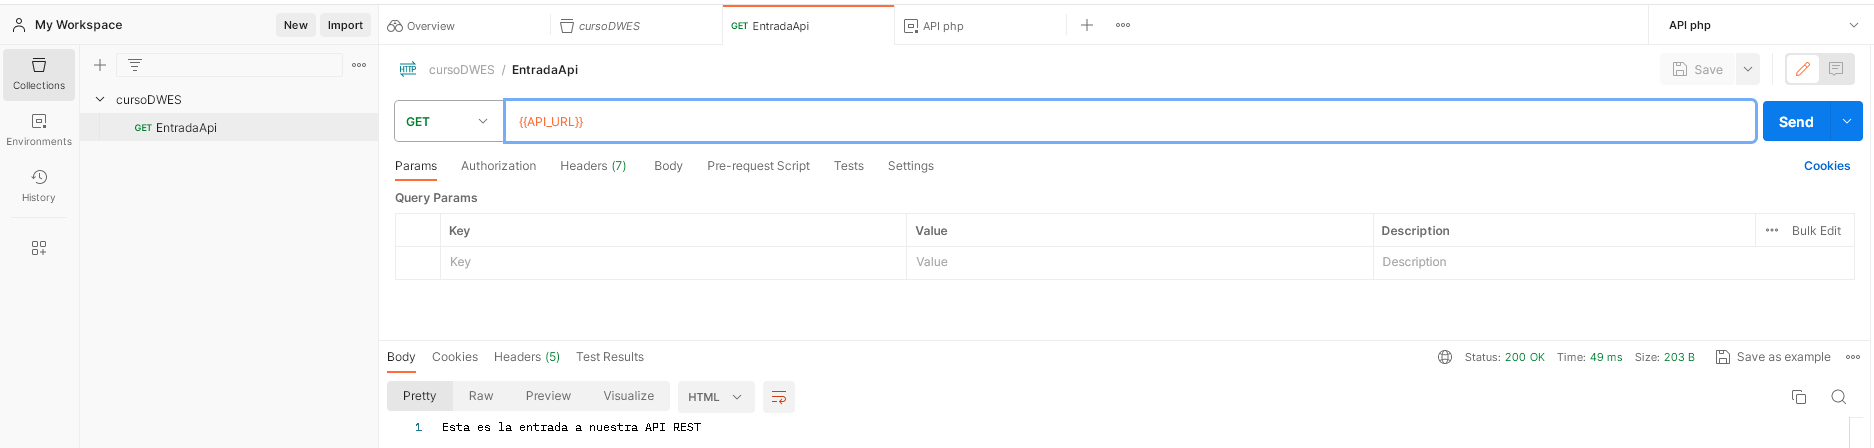 My Workspace
New
Import
Overview
cursoDWES
GET EntradaApi
API php
API php
Collections
Environments
History
cursoDWES
GET EntradaApi
HTTP cursoDWES / EntradaApi
Save
GET
{{API_URL}}
Send
Params
Authorization
Headers (7)
Body
Pre-request Script
Tests
Settings
Cookies
Query Params
Key
Value
Description
Bulk Edit
Key
Value
Description
Body
Cookies
Headers (5)
Test Results
Status: 200 OK
Time: 49 ms
Size: 203 B
Save as example
Pretty
Raw
Preview
Visualize
HTML
1 Esta es la entrada a nuestra API REST